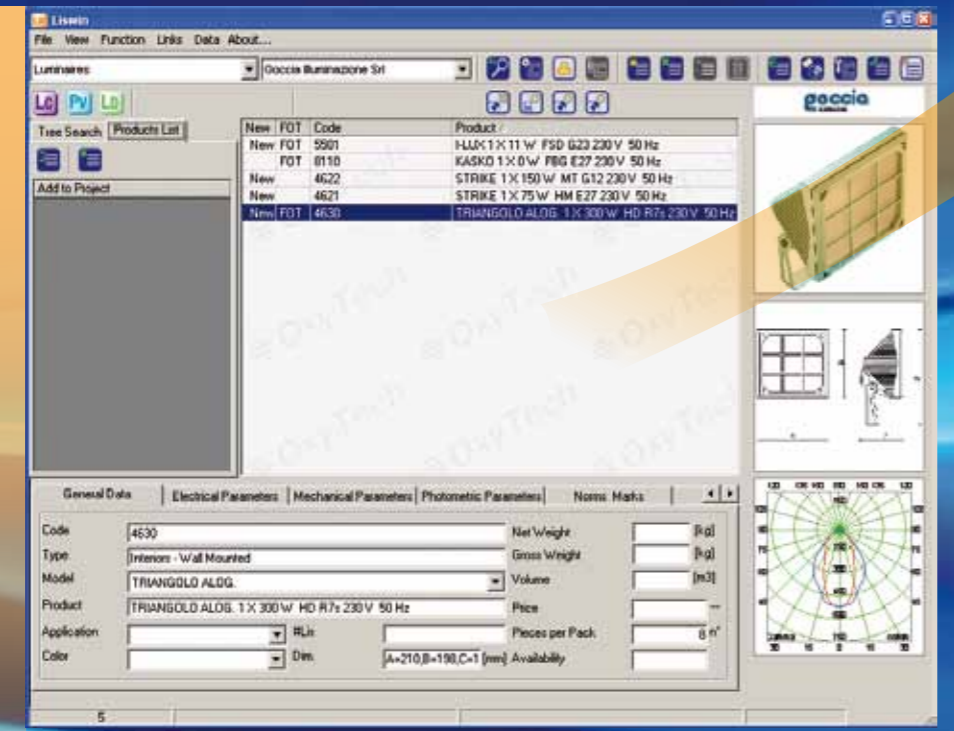 Liswin
File View Function Links Data About...
Luminaires Goccia Illuminazione Srl
LC PV LD
goccia
Tree Search Products List
Add to Project
New FOT Code Product
New FOT 5501 I-LUX 1 X 11 W FSD G23 230 V 50 Hz
FOT 8110 KASKO 1 X 0 W FBG E27 230 V 50 Hz
New 4622 STRIKE 1 X 150 W MT G12 230 V 50 Hz
New 4621 STRIKE 1 X 75 W HM E27 230 V 50 Hz
New FOT 4630 TRIANGOLO ALOG. 1 X 300 W HD R7s 230 V 50 Hz
OxyTech
General Data Electrical Parameters Mechanical Parameters Photometric Parameters Norms Marks
Code 4630 Net Weight [kg]
Type Interiors - Wall Mounted Gross Weight [kg]
Model TRIANGOLO ALOG. Volume [m3]
Product TRIANGOLO ALOG. 1 X 300 W HD R7s 230 V 50 Hz Price --
Application #Lis Pieces per Pack 8 n°
Color Dim. A=210,B=198,C=1 [mm] Availability
5